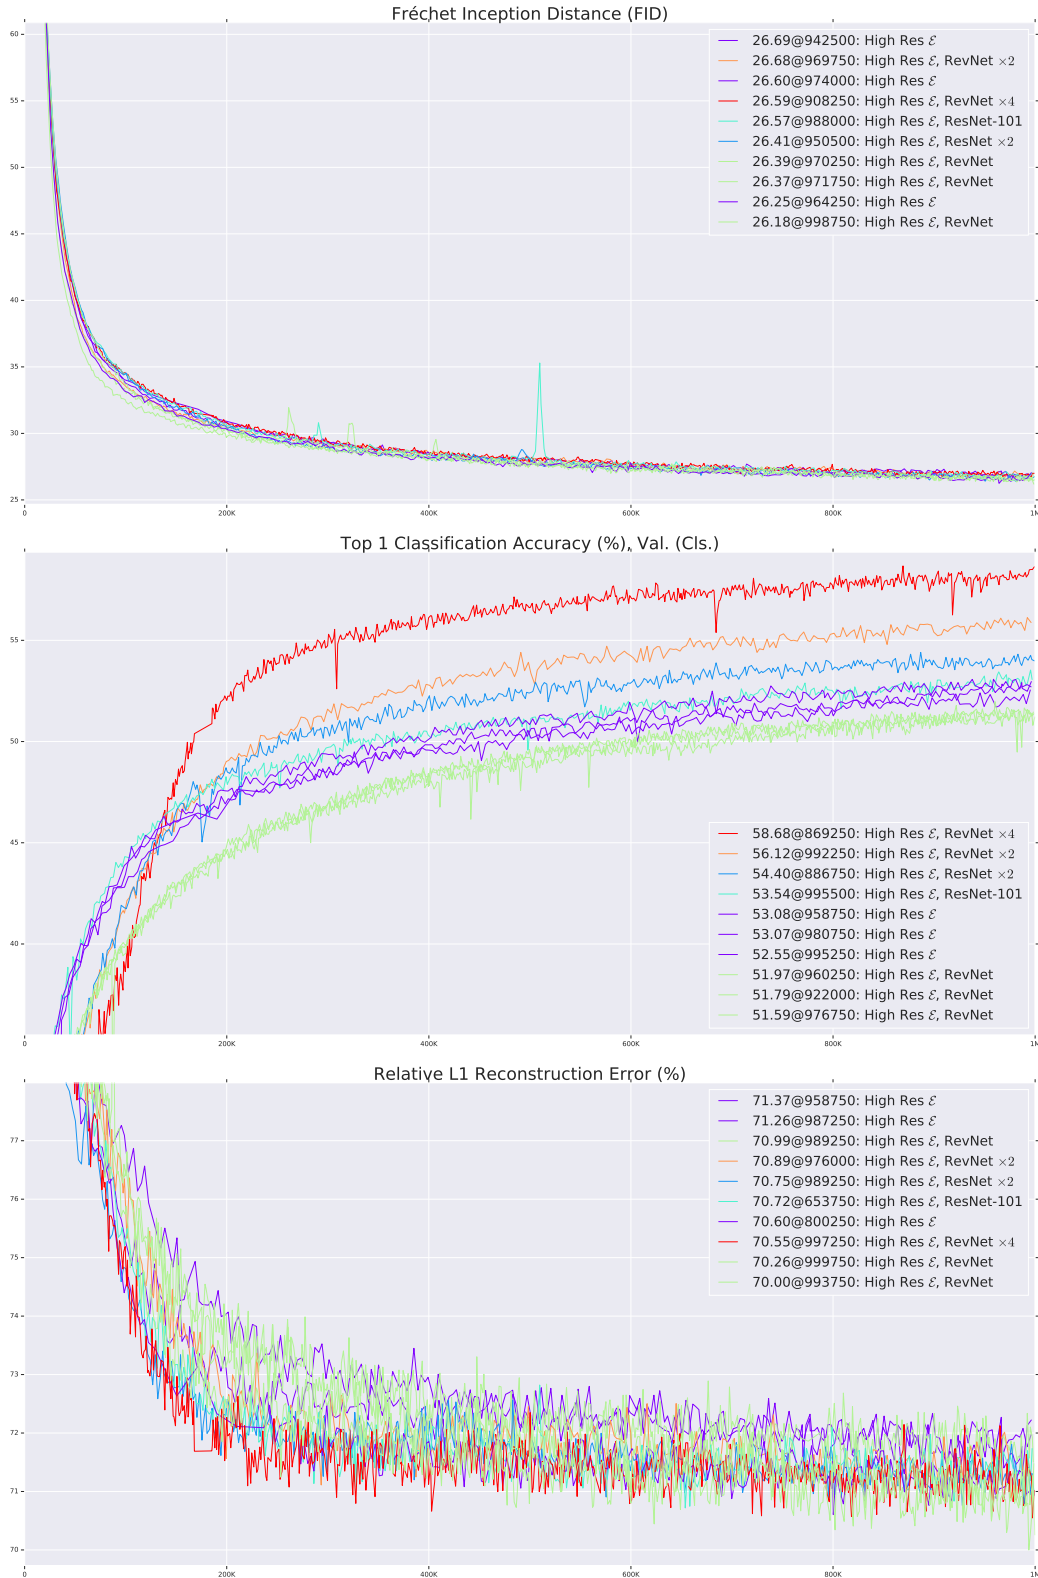 Fréchet Inception Distance (FID)
60
55
50
45
40
35
30
25
26.69@942500: High Res ℰ
26.68@969750: High Res ℰ, RevNet ×2
26.60@974000: High Res ℰ
26.59@908250: High Res ℰ, RevNet ×4
26.57@988000: High Res ℰ, ResNet-101
26.41@950500: High Res ℰ, ResNet ×2
26.39@970250: High Res ℰ, RevNet
26.37@971750: High Res ℰ, RevNet
26.25@964250: High Res ℰ
26.18@998750: High Res ℰ, RevNet
0 200K 400K 600K 800K 1M
Top 1 Classification Accuracy (%), Val. (Cls.)
55
50
45
40
58.68@869250: High Res ℰ, RevNet ×4
56.12@992250: High Res ℰ, RevNet ×2
54.40@886750: High Res ℰ, ResNet ×2
53.54@995500: High Res ℰ, ResNet-101
53.08@958750: High Res ℰ
53.07@980750: High Res ℰ
52.55@995250: High Res ℰ
51.97@960250: High Res ℰ, RevNet
51.79@922000: High Res ℰ, RevNet
51.59@976750: High Res ℰ, RevNet
0 200K 400K 600K 800K 1M
Relative L1 Reconstruction Error (%)
77
76
75
74
73
72
71
70
71.37@958750: High Res ℰ
71.26@987250: High Res ℰ
70.99@989250: High Res ℰ, RevNet
70.89@976000: High Res ℰ, RevNet ×2
70.75@989250: High Res ℰ, ResNet ×2
70.72@653750: High Res ℰ, ResNet-101
70.60@800250: High Res ℰ
70.55@997250: High Res ℰ, RevNet ×4
70.26@999750: High Res ℰ, RevNet
70.00@993750: High Res ℰ, RevNet
0 200K 400K 600K 800K 1M